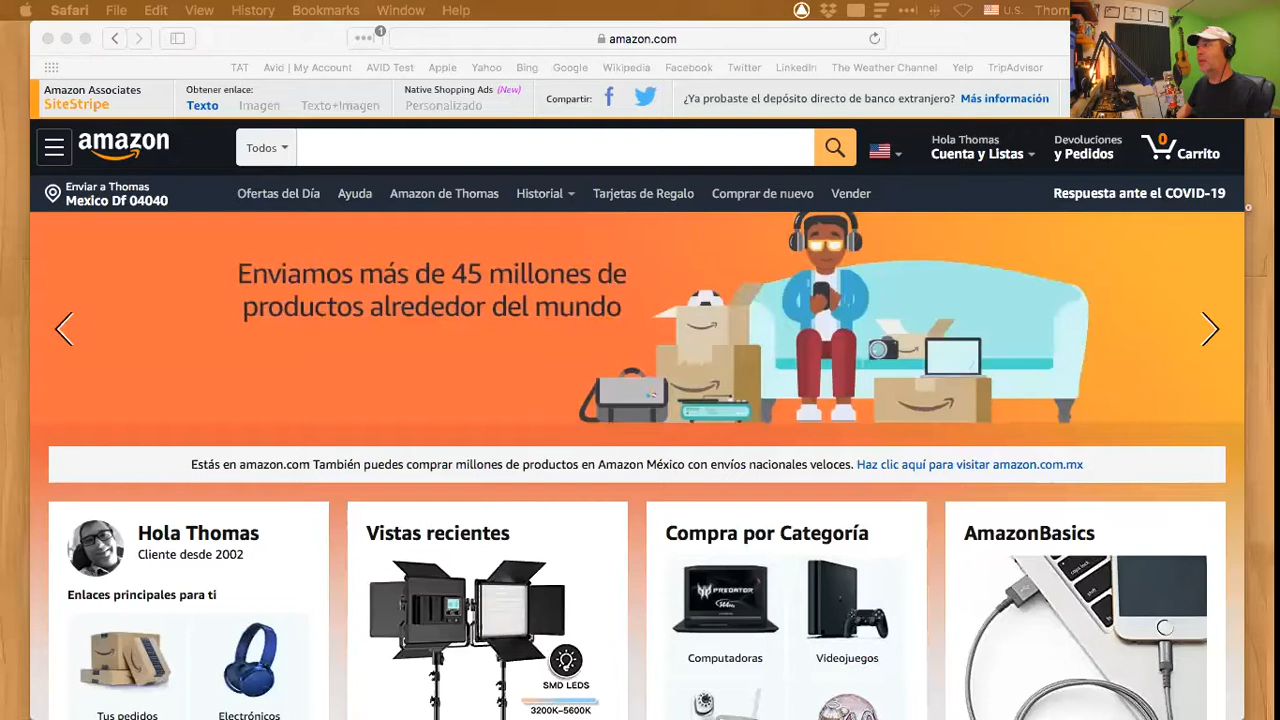 Safari File Edit View History Bookmarks Window Help
U.S. Thom
1
amazon.com
TAT Avid | My Account AVID Test Apple Yahoo Bing Google Wikipedia Facebook Twitter LinkedIn The Weather Channel Yelp TripAdvisor
Amazon Associates
SiteStripe
Obtener enlace:
Texto Imagen Texto+Imagen
Native Shopping Ads (New)
Personalizado
Compartir:
¿Ya probaste el depósito directo de banco extranjero? Más información
amazon
Todos
Hola Thomas
Cuenta y Listas
Devoluciones
y Pedidos
0
Carrito
Enviar a Thomas
Mexico Df 04040
Ofertas del Día Ayuda Amazon de Thomas Historial Tarjetas de Regalo Comprar de nuevo Vender
Respuesta ante el COVID-19
Enviamos más de 45 millones de
productos alrededor del mundo
Estás en amazon.com También puedes comprar millones de productos en Amazon México con envíos nacionales veloces. Haz clic aquí para visitar amazon.com.mx
Hola Thomas
Cliente desde 2002
Enlaces principales para ti
Tus pedidos
Electrónicos
Vistas recientes
SMD LEDS
3200K-5600K
Compra por Categoría
PREDATOR
Computadoras
Videojuegos
AmazonBasics